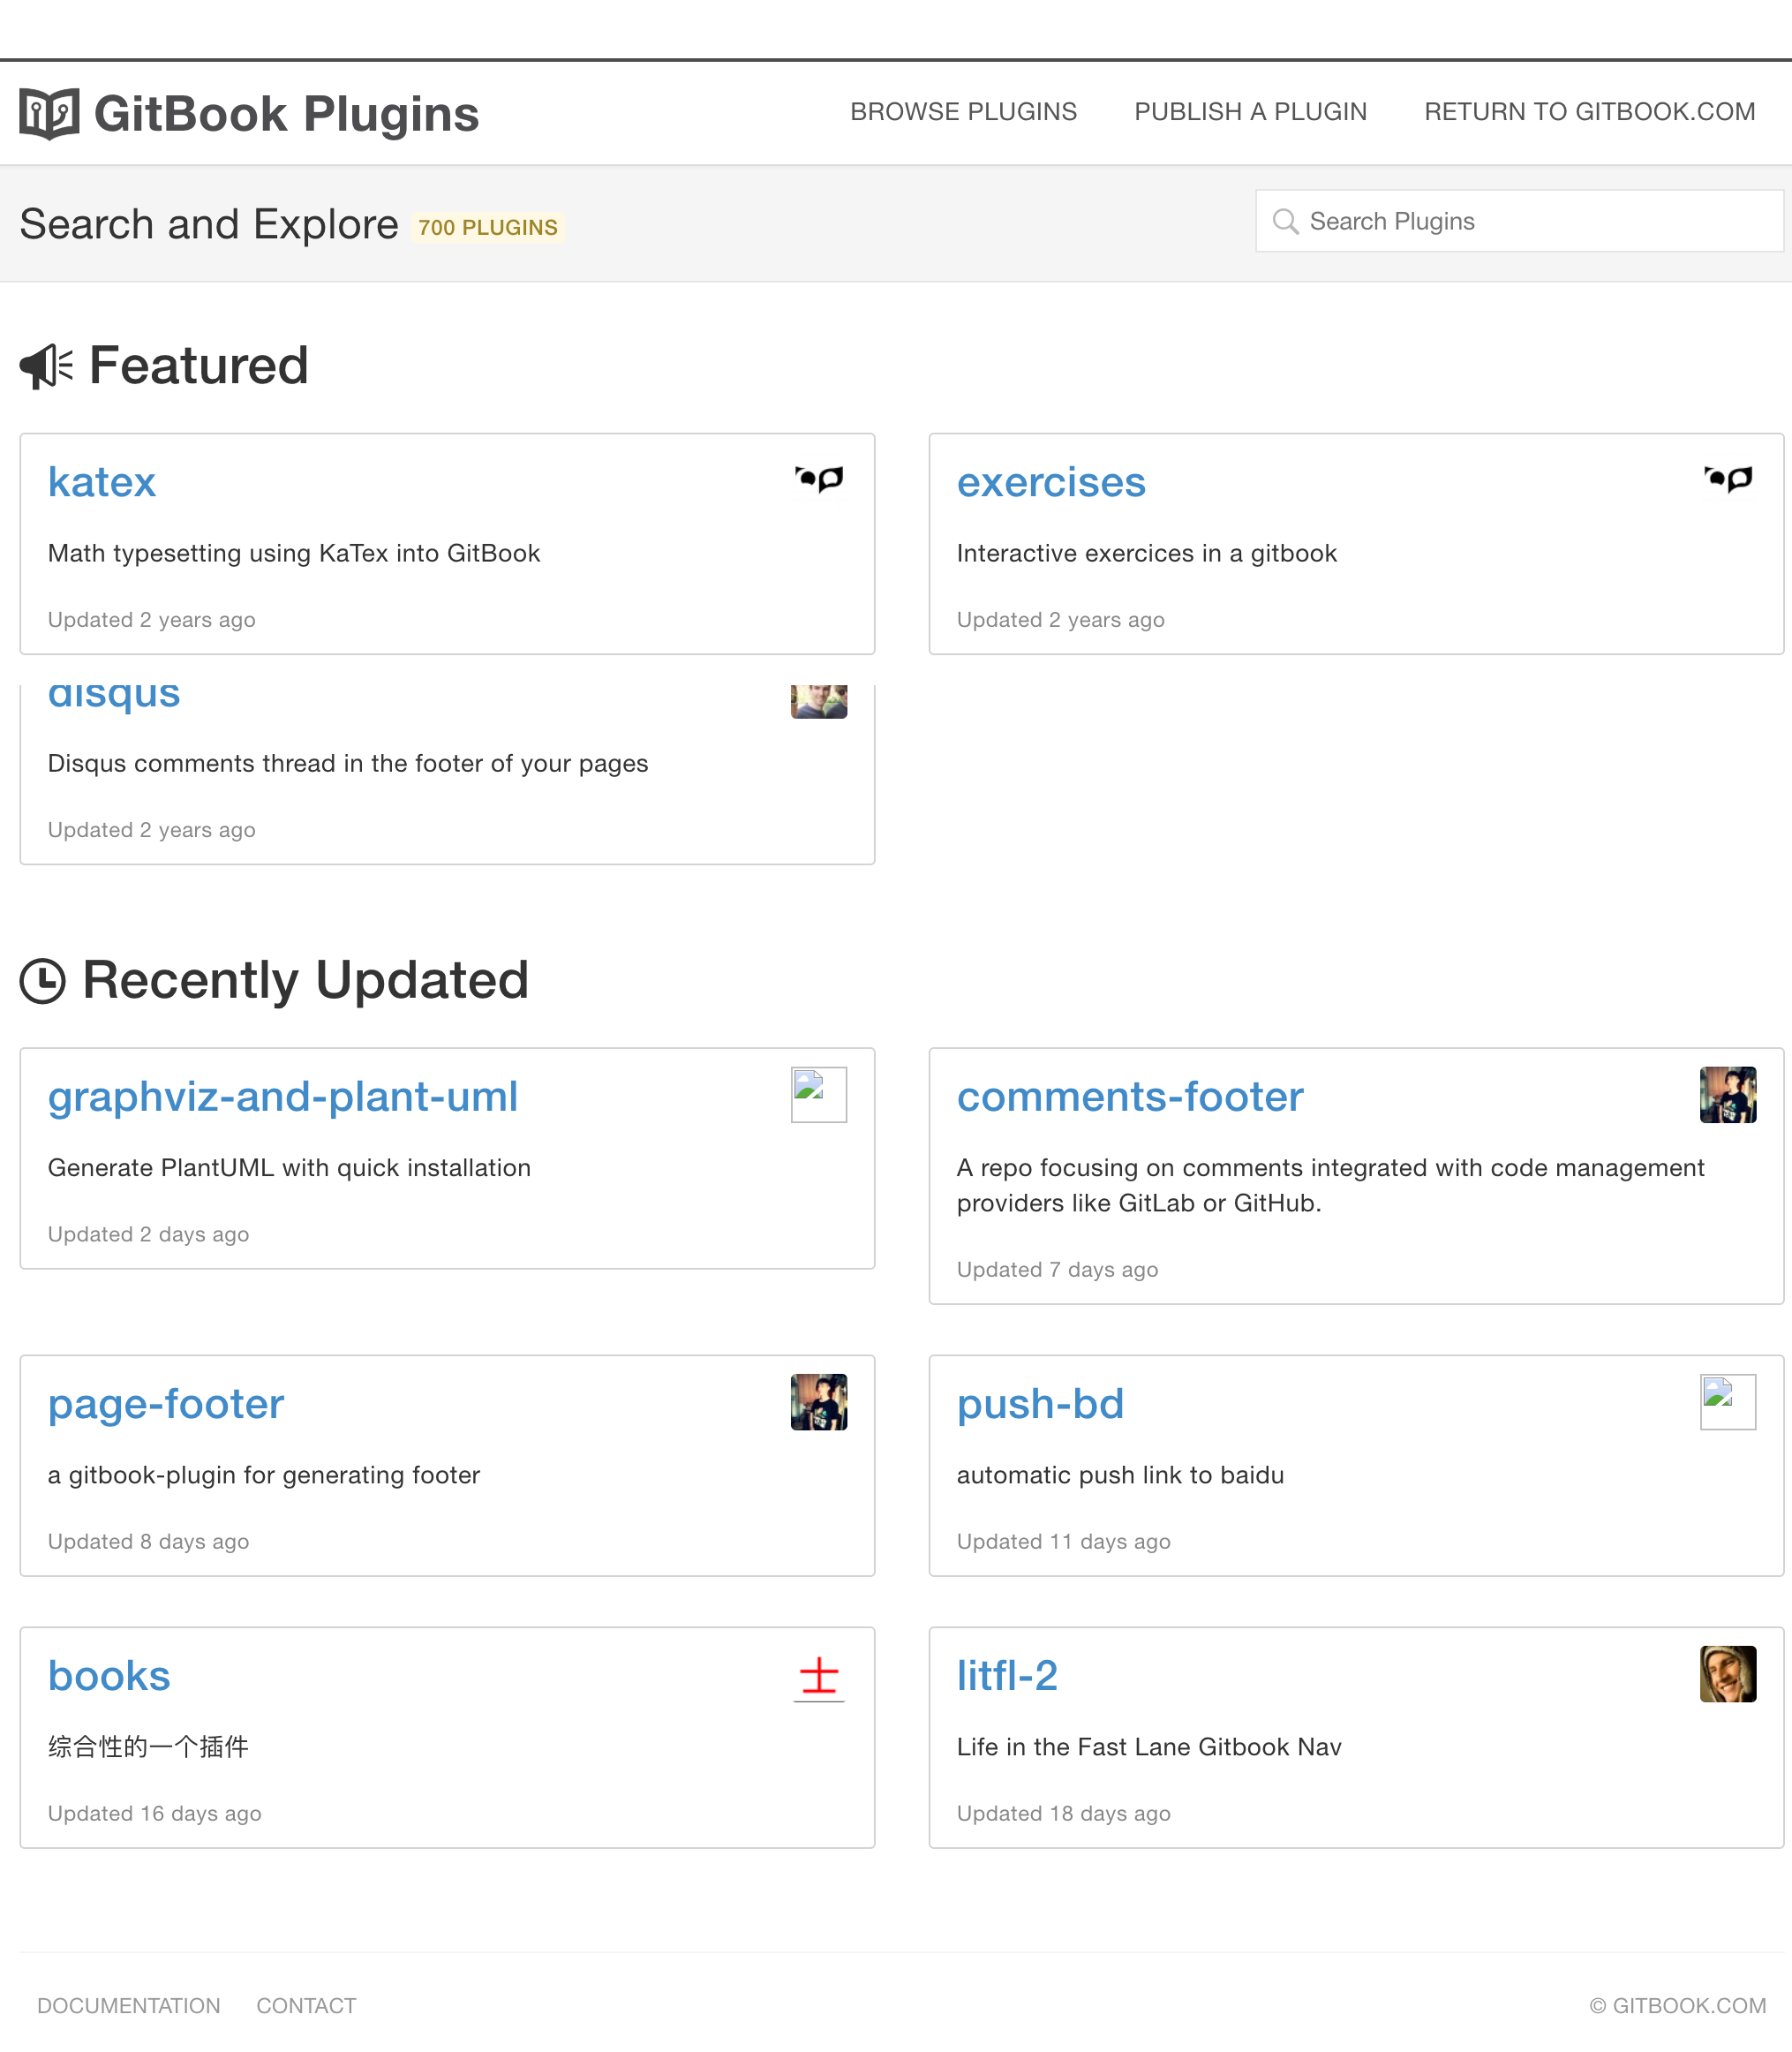 GitBook Plugins
BROWSE PLUGINS
PUBLISH A PLUGIN
RETURN TO GITBOOK.COM
Search and Explore 700 PLUGINS
Search Plugins
Featured
katex
Math typesetting using KaTex into GitBook
Updated 2 years ago
exercises
Interactive exercices in a gitbook
Updated 2 years ago
disqus
Disqus comments thread in the footer of your pages
Updated 2 years ago
Recently Updated
graphviz-and-plant-uml
Generate PlantUML with quick installation
Updated 2 days ago
comments-footer
A repo focusing on comments integrated with code management
providers like GitLab or GitHub.
Updated 7 days ago
page-footer
a gitbook-plugin for generating footer
Updated 8 days ago
push-bd
automatic push link to baidu
Updated 11 days ago
books
士
综合性的一个插件
Updated 16 days ago
litfl-2
Life in the Fast Lane Gitbook Nav
Updated 18 days ago
DOCUMENTATION
CONTACT
© GITBOOK.COM